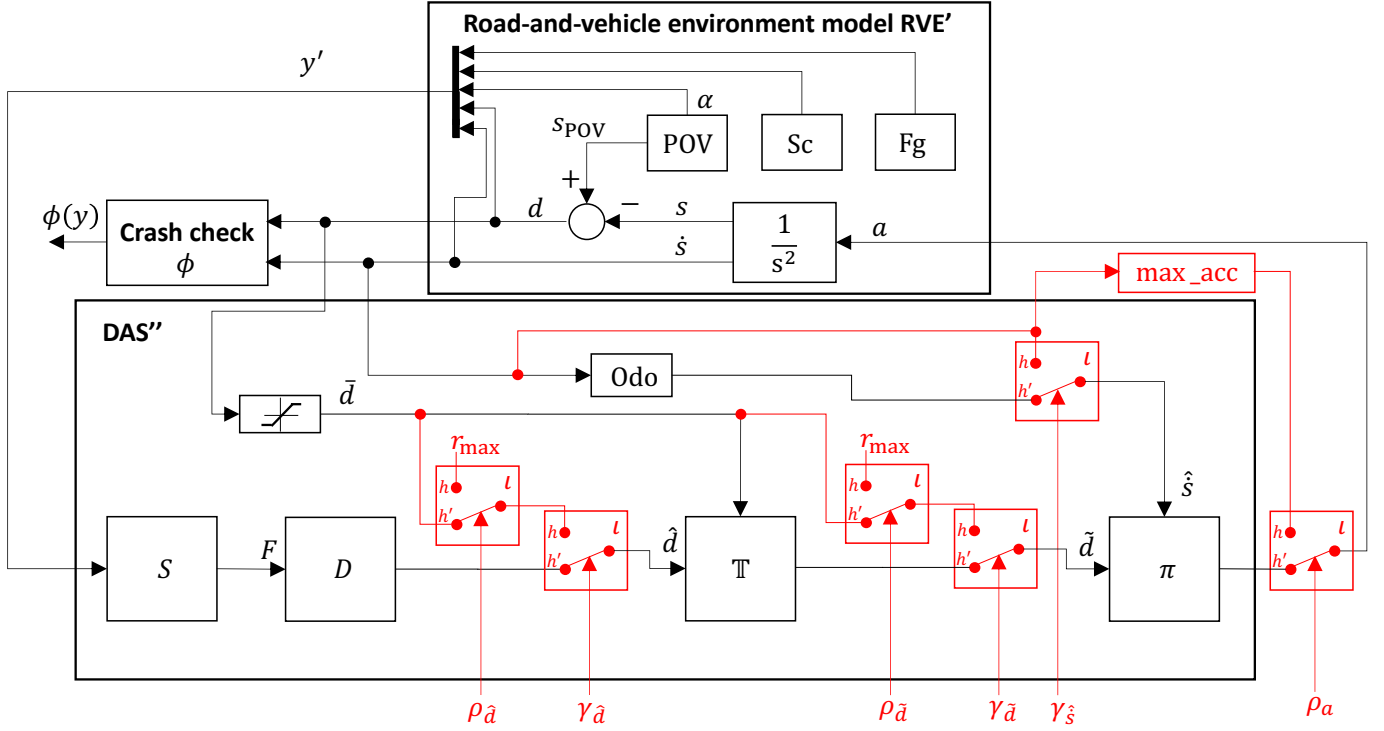 Road-and-vehicle environment model RVE’
y′
α
s_POV
POV
Sc
Fg
+
−
ϕ(y)
Crash check
ϕ
d
s
ṡ
1
s²
a
max_acc
DAS’’
Odo
h
ι
h′
d̄
r_max
r_max
h
ι
h′
h
ι
h′
ṡ̂
h
ι
h′
h
ι
h′
h
ι
h′
S
F
D
d̂
𝕋
d̃
π
ρ_d̂
γ_d̂
ρ_d̃
γ_d̃
γ_ṡ̂
ρ_a